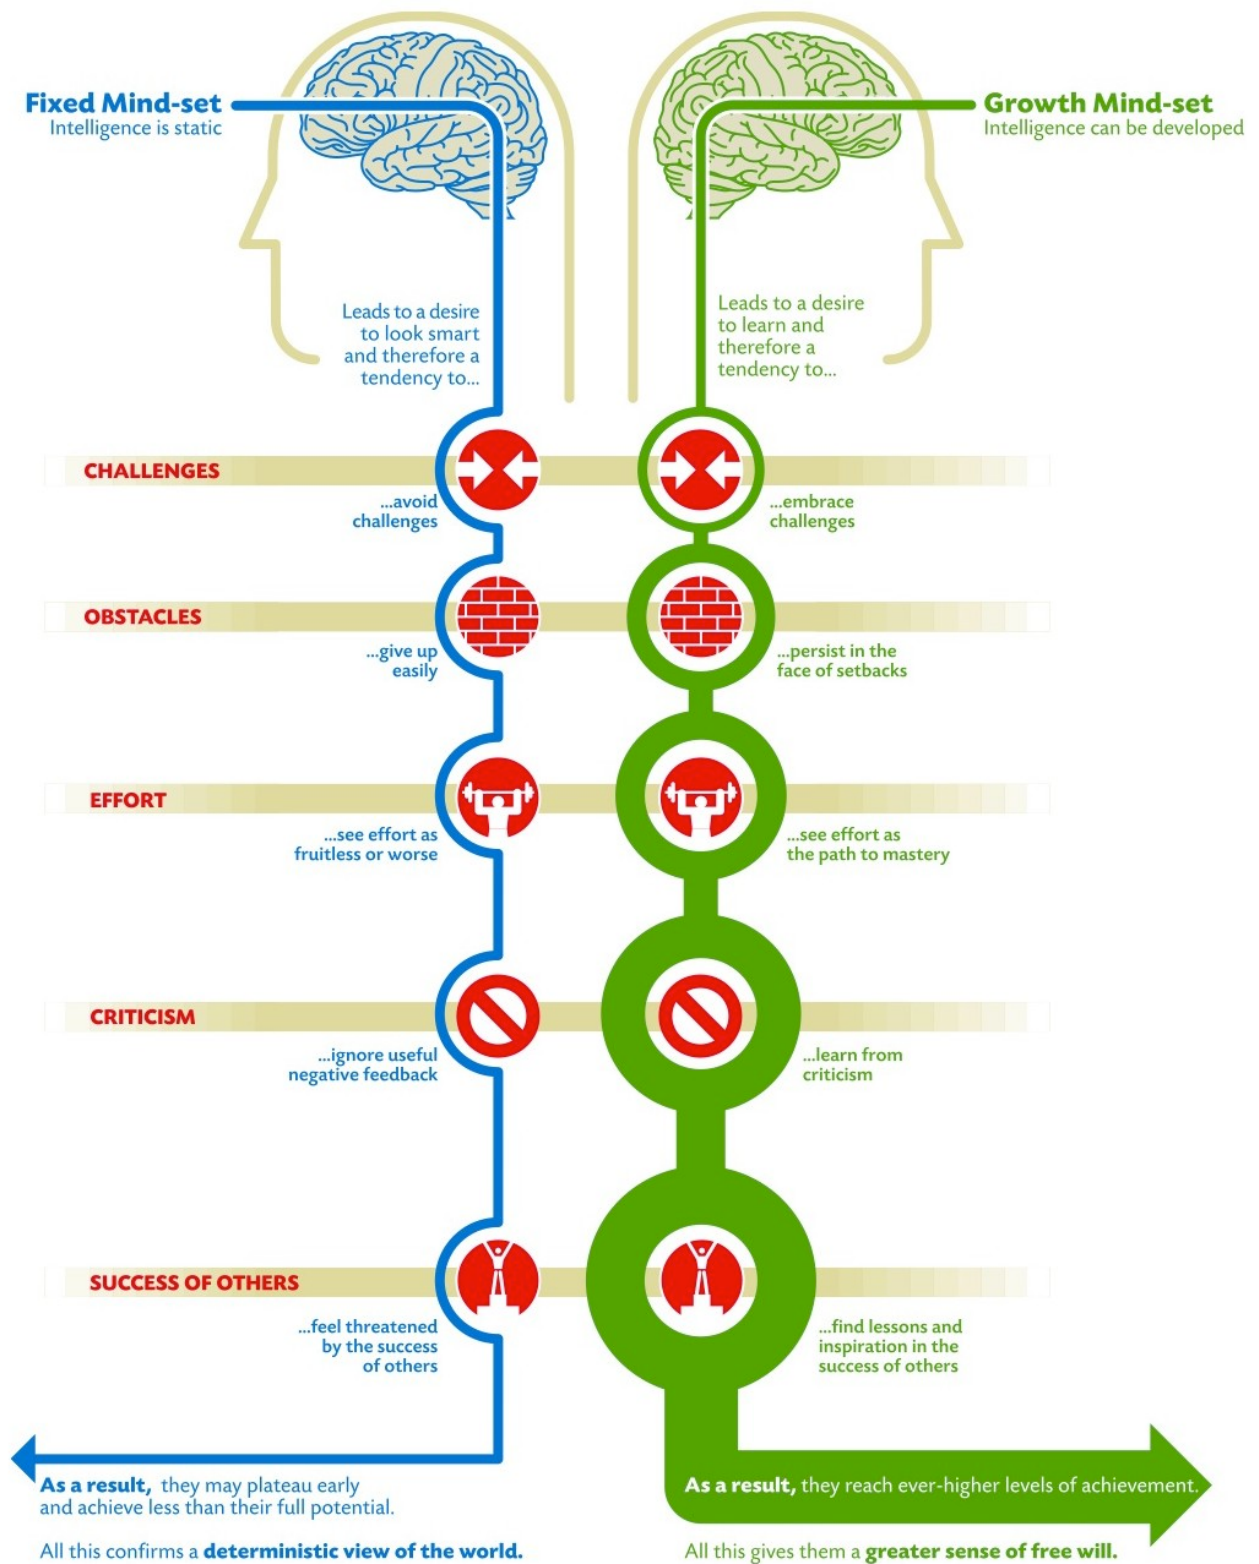 Fixed Mind-set
Intelligence is static
Growth Mind-set
Intelligence can be developed
Leads to a desire
to look smart
and therefore a
tendency to...
Leads to a desire
to learn and
therefore a
tendency to...
CHALLENGES
...avoid
challenges
...embrace
challenges
OBSTACLES
...give up
easily
...persist in the
face of setbacks
EFFORT
...see effort as
fruitless or worse
...see effort as
the path to mastery
CRITICISM
...ignore useful
negative feedback
...learn from
criticism
SUCCESS OF OTHERS
...feel threatened
by the success
of others
...find lessons and
inspiration in the
success of others
As a result, they may plateau early
and achieve less than their full potential.
All this confirms a deterministic view of the world.
As a result, they reach ever-higher levels of achievement.
All this gives them a greater sense of free will.